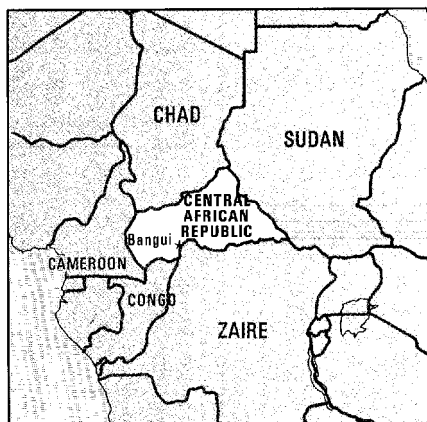 CHAD
SUDAN
CENTRAL
AFRICAN
REPUBLIC
Bangui
CAMEROON
CONGO
ZAIRE